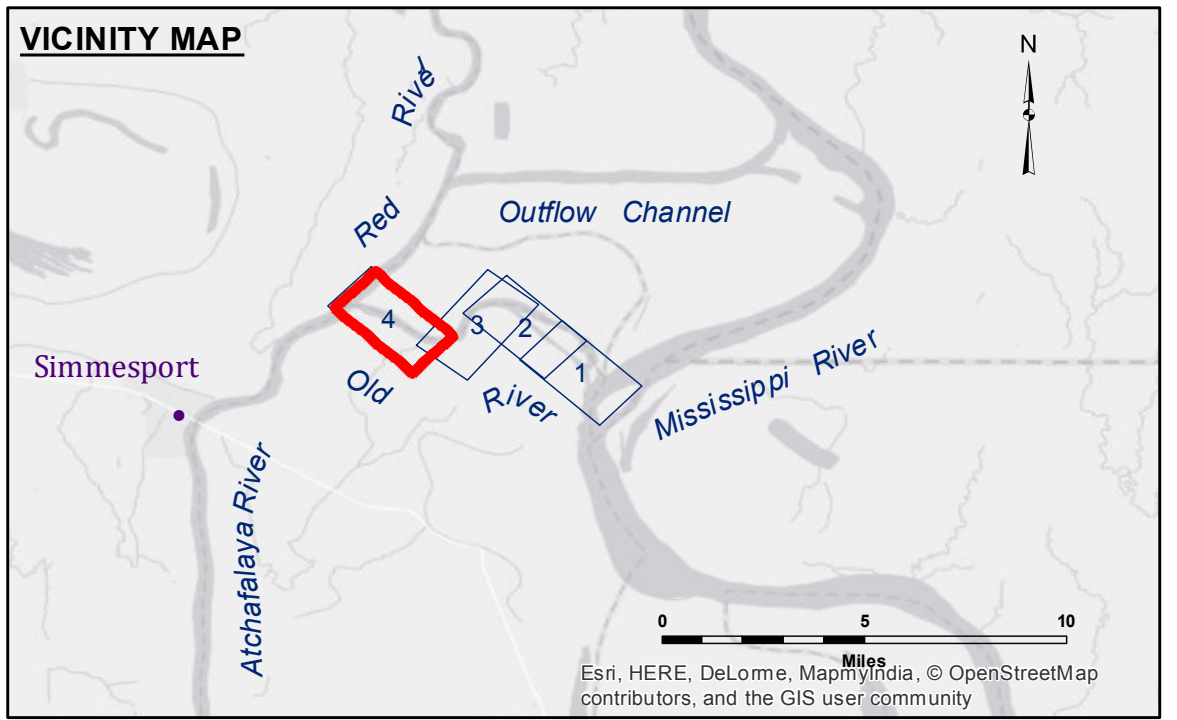 VICINITY MAP
N
Red River
Outflow Channel
4
3
2
1
Simmesport
Old River
Mississippi River
Atchafalaya River
0 5 10
Miles
Esri, HERE, DeLorme, MapmyIndia, © OpenStreetMap
contributors, and the GIS user community